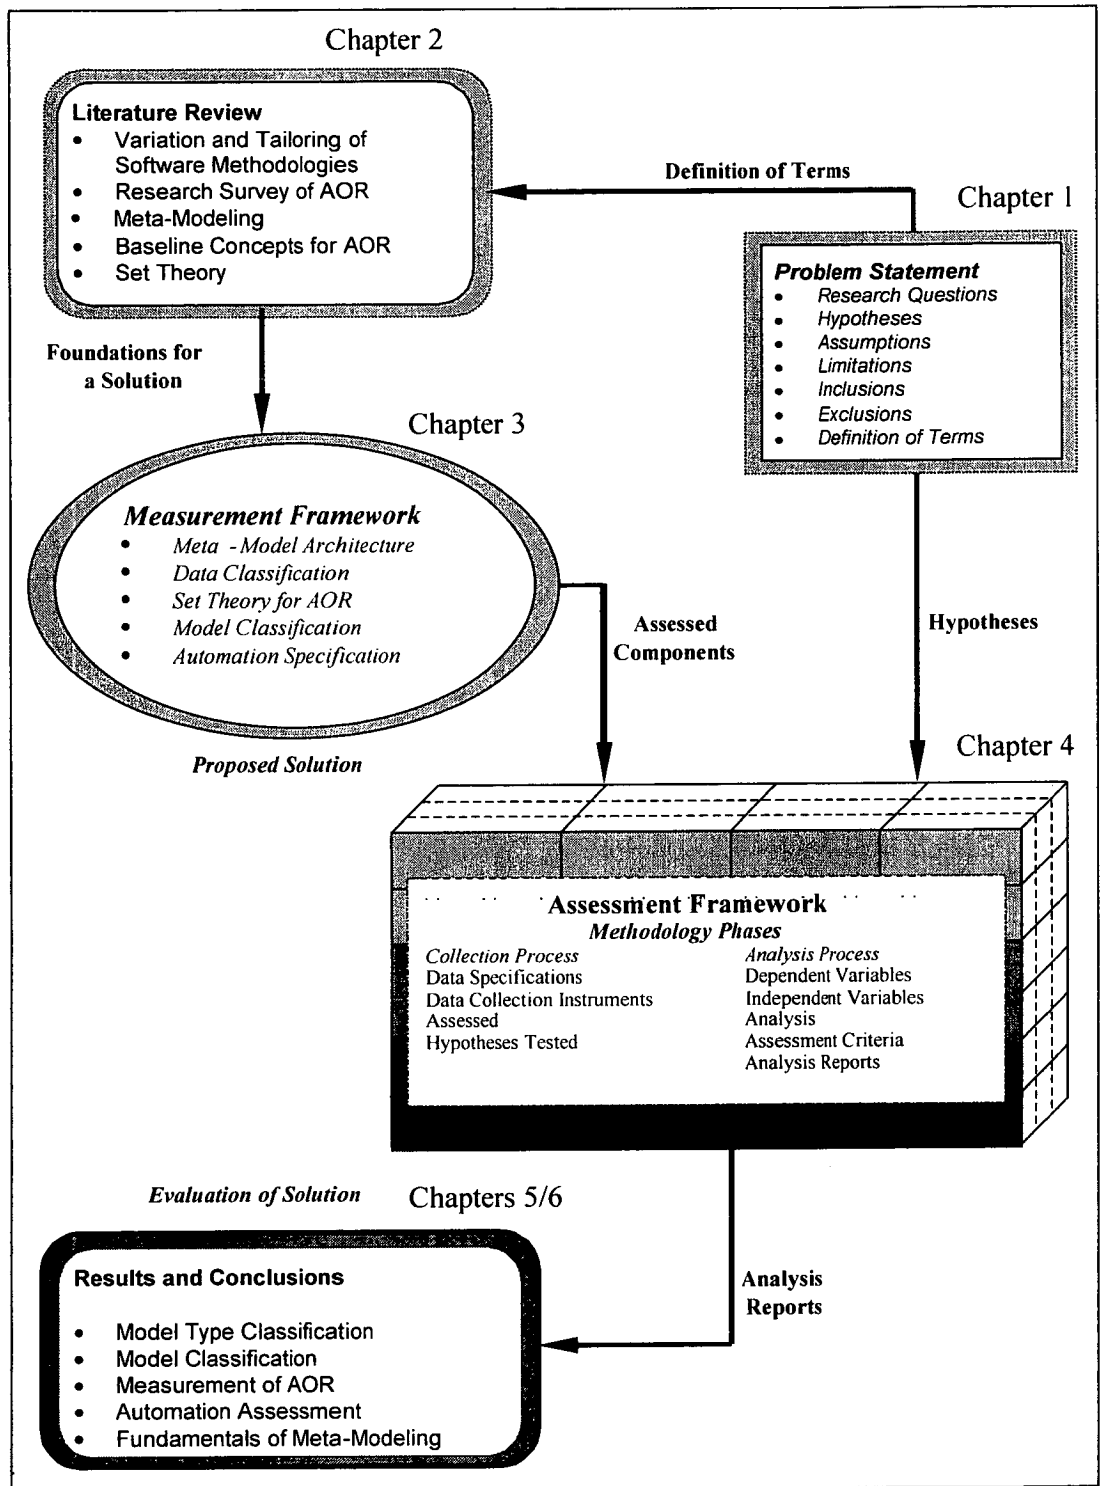 Chapter 2
Literature Review
• Variation and Tailoring of
Software Methodologies
• Research Survey of AOR
• Meta-Modeling
• Baseline Concepts for AOR
• Set Theory
Definition of Terms
Chapter 1
Problem Statement
• Research Questions
• Hypotheses
• Assumptions
• Limitations
• Inclusions
• Exclusions
• Definition of Terms
Foundations for
a Solution
Chapter 3
Measurement Framework
• Meta - Model Architecture
• Data Classification
• Set Theory for AOR
• Model Classification
• Automation Specification
Proposed Solution
Assessed
Components
Hypotheses
Chapter 4
Assessment Framework
Methodology Phases
Collection Process
Data Specifications
Data Collection Instruments
Assessed
Hypotheses Tested
Analysis Process
Dependent Variables
Independent Variables
Analysis
Assessment Criteria
Analysis Reports
Evaluation of Solution
Chapters 5/6
Results and Conclusions
• Model Type Classification
• Model Classification
• Measurement of AOR
• Automation Assessment
• Fundamentals of Meta-Modeling
Analysis
Reports